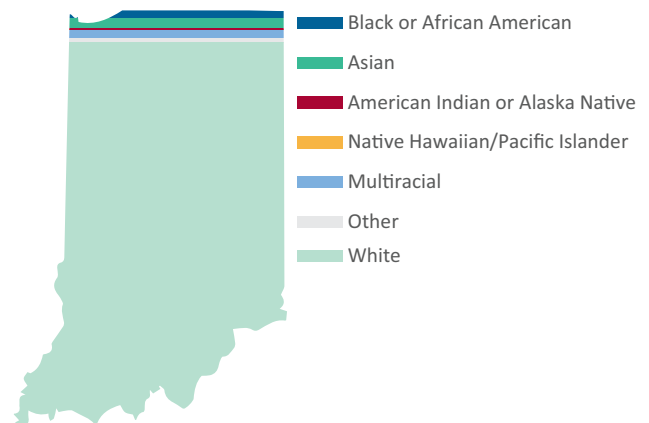 Black or African American
Asian
American Indian or Alaska Native
Native Hawaiian/Pacific Islander
Multiracial
Other
White